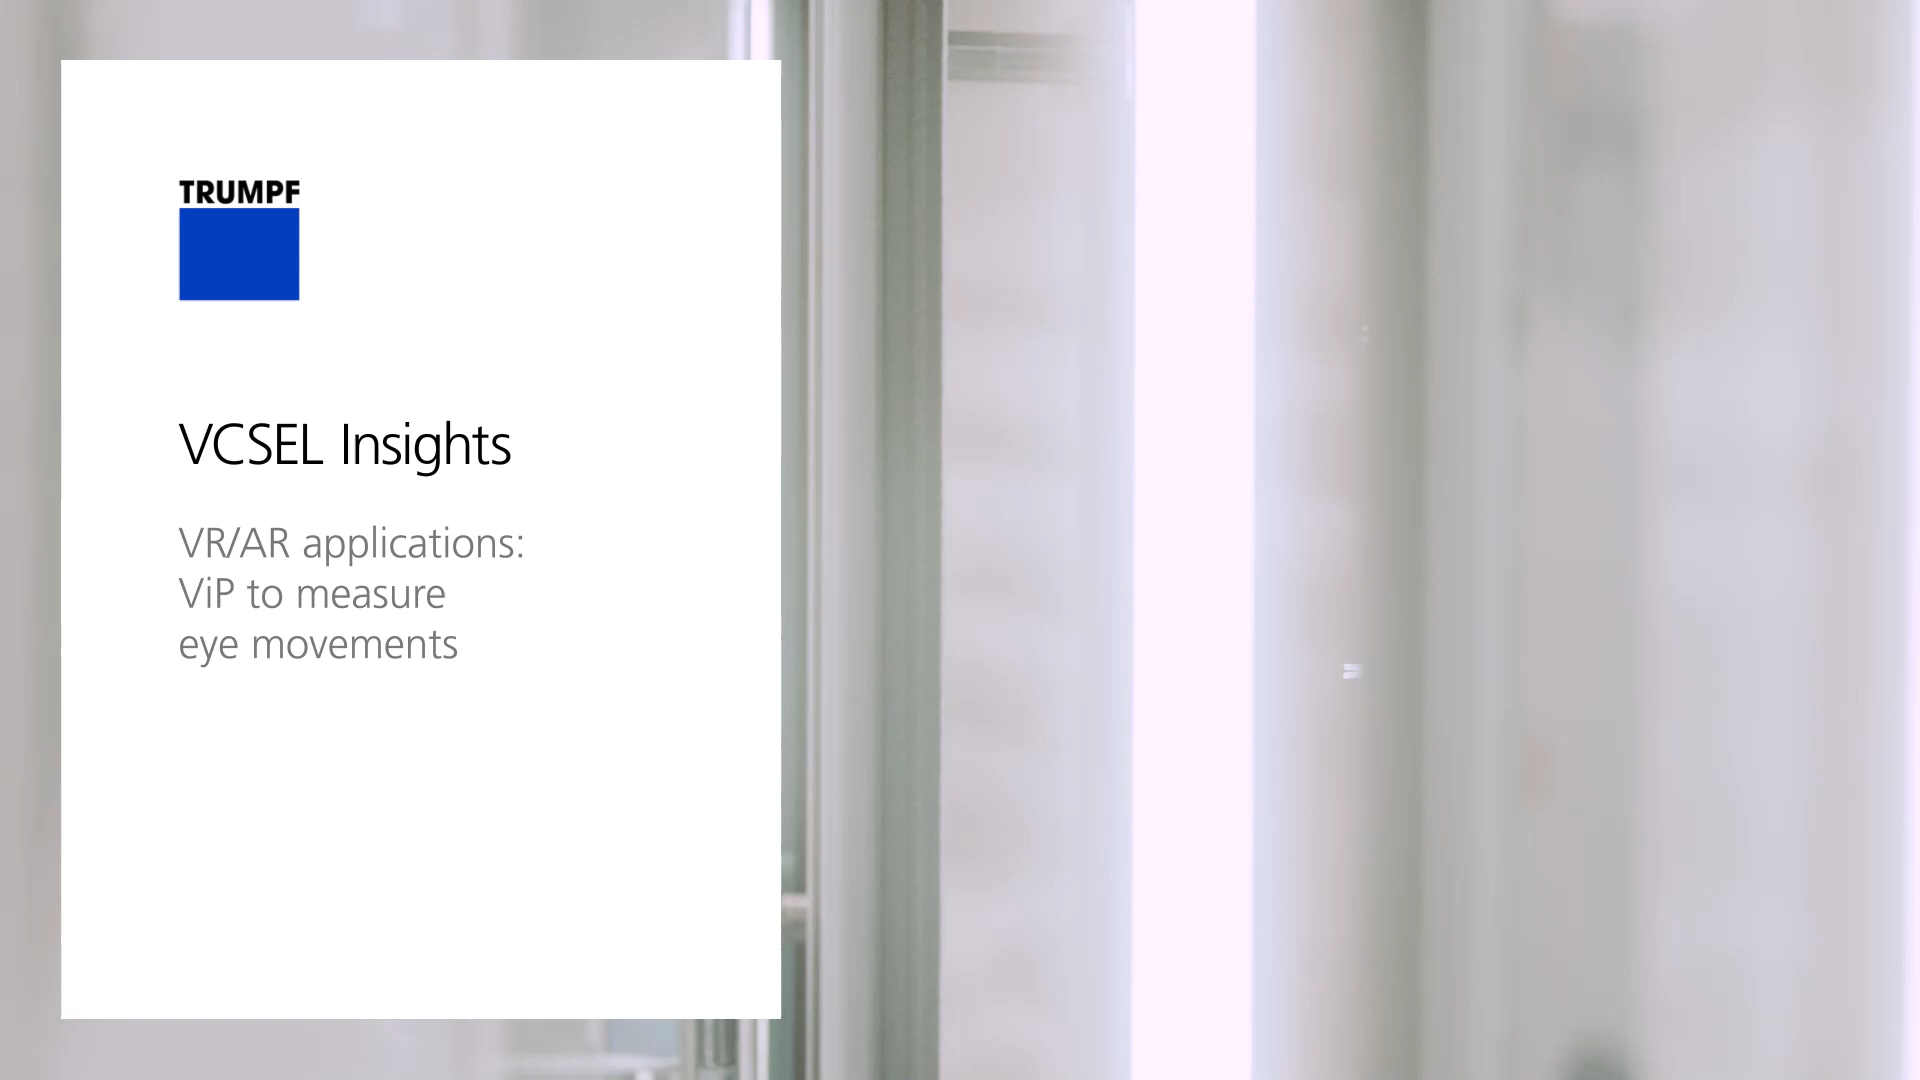 TRUMPF
VCSEL Insights
VR/AR applications:
ViP to measure
eye movements